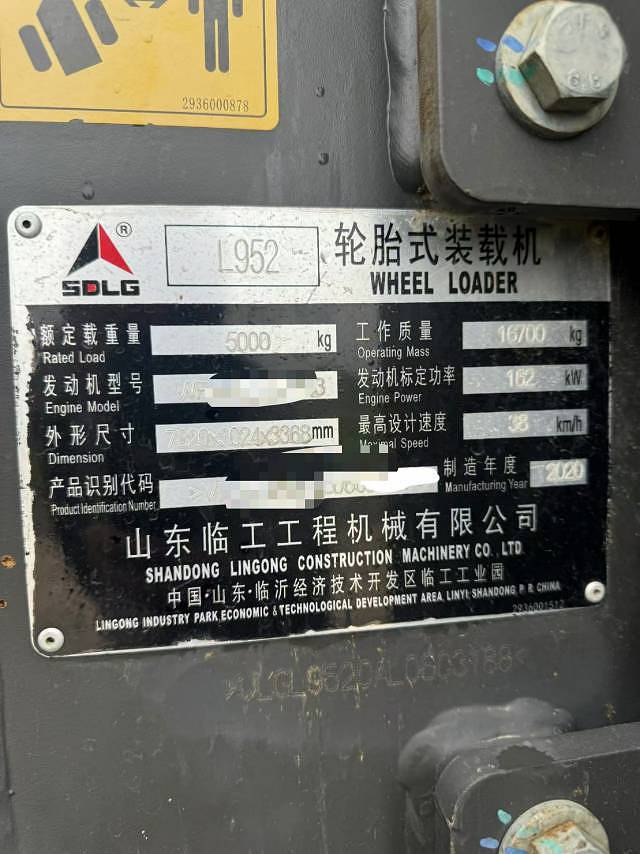 2936000878
SDLG ®
L952
轮胎式装载机
WHEEL LOADER
额定载重量 5000 kg
Rated Load
工作质量 16700 kg
Operating Mass
发动机型号
Engine Model
发动机标定功率 162 kW
Engine Power
外形尺寸 3368mm
Dimension
最高设计速度 38 km/h
Maximal Speed
产品识别代码
Product Identification Number
制造年度 2020
Manufacturing Year
山东临工工程机械有限公司
SHANDONG LINGONG CONSTRUCTION MACHINERY CO. LTD
中国·山东·临沂经济技术开发区临工工业园
LINGONG INDUSTRY PARK ECONOMIC & TECHNOLOGICAL DEVELOPMENT AREA, LINYI SHANDONG P R CHINA
2936001512